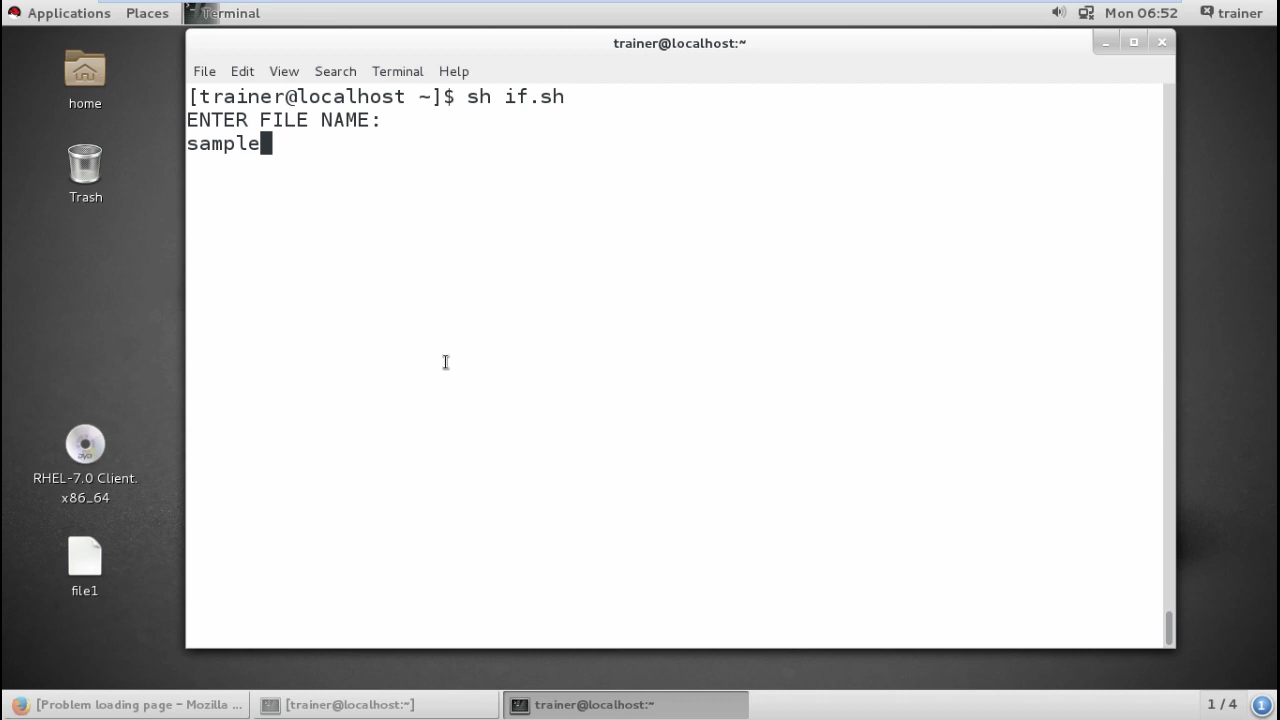 Applications Places Terminal Mon 06:52 trainer
trainer@localhost:~
File Edit View Search Terminal Help
[trainer@localhost ~]$ sh if.sh
ENTER FILE NAME:
sample
home
Trash
RHEL-7.0 Client.
x86_64
file1
[Problem loading page – Mozilla ... [trainer@localhost:~] trainer@localhost:~ 1 / 4 1